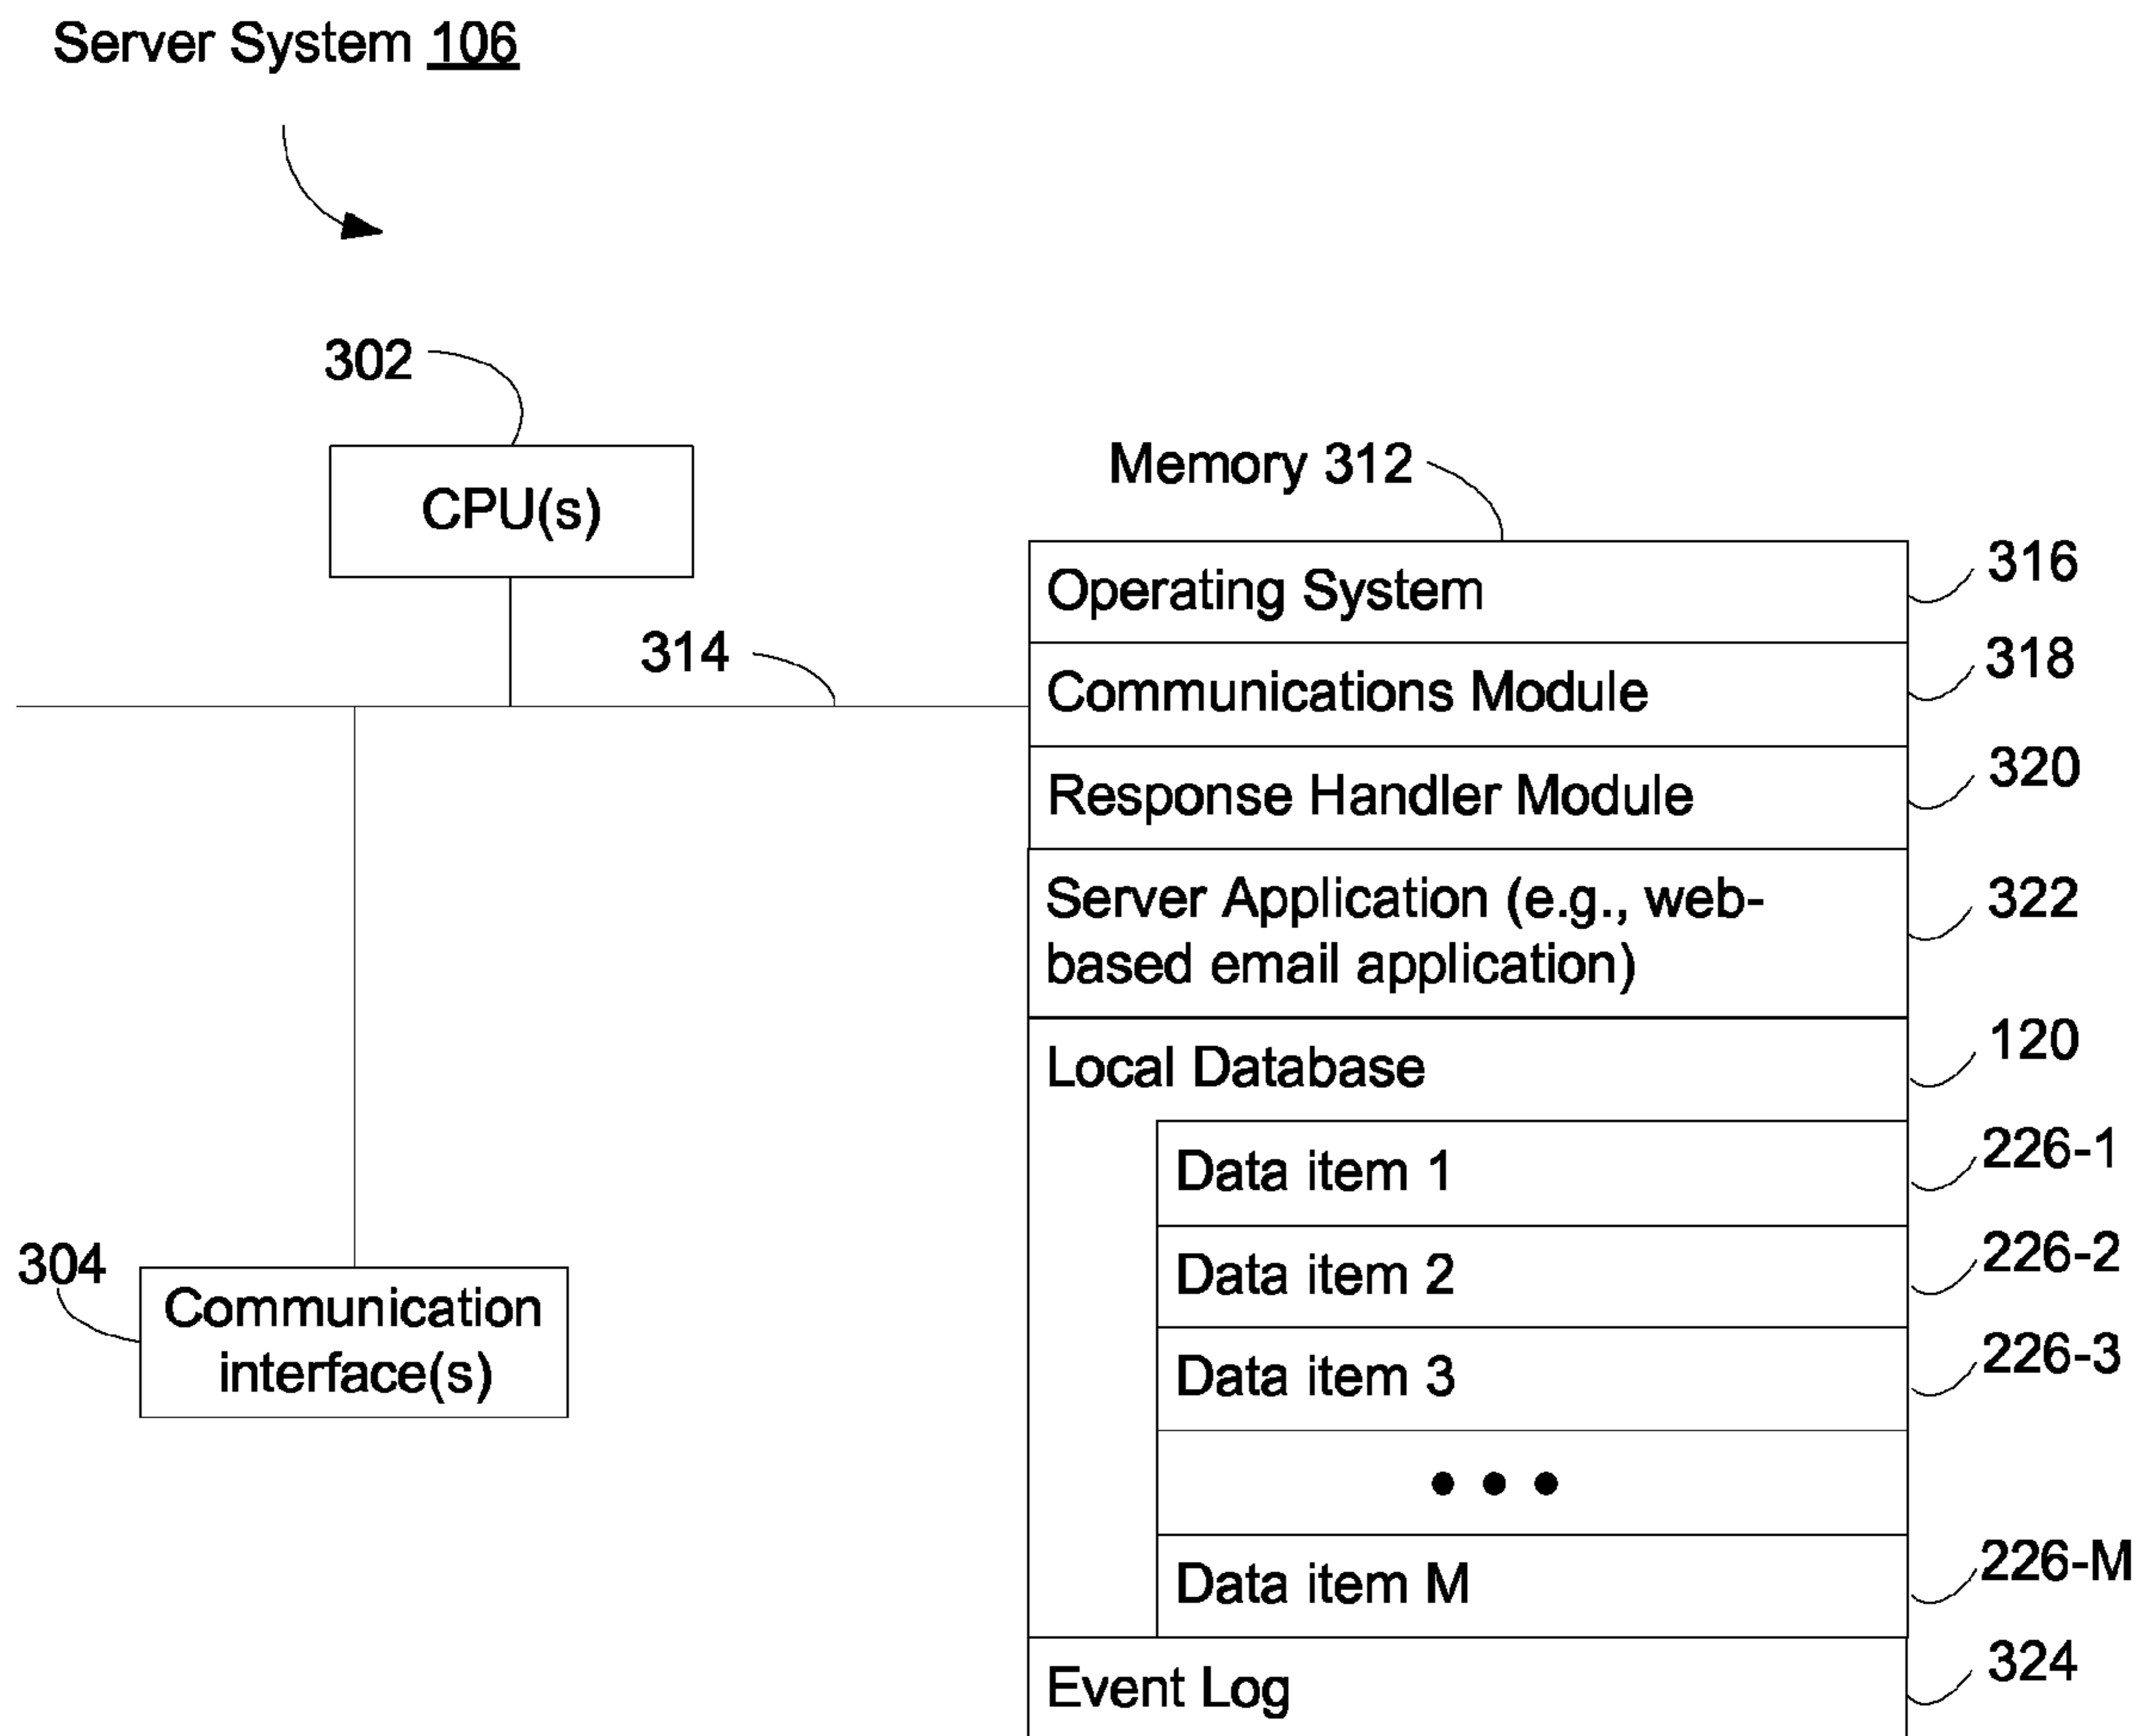 Server System 106
302
CPU(s)
314
304
Communication
interface(s)
Memory 312
Operating System
316
Communications Module
318
Response Handler Module
320
Server Application (e.g., web-
based email application)
322
Local Database
120
Data item 1
226-1
Data item 2
226-2
Data item 3
226-3
• • •
Data item M
226-M
Event Log
324